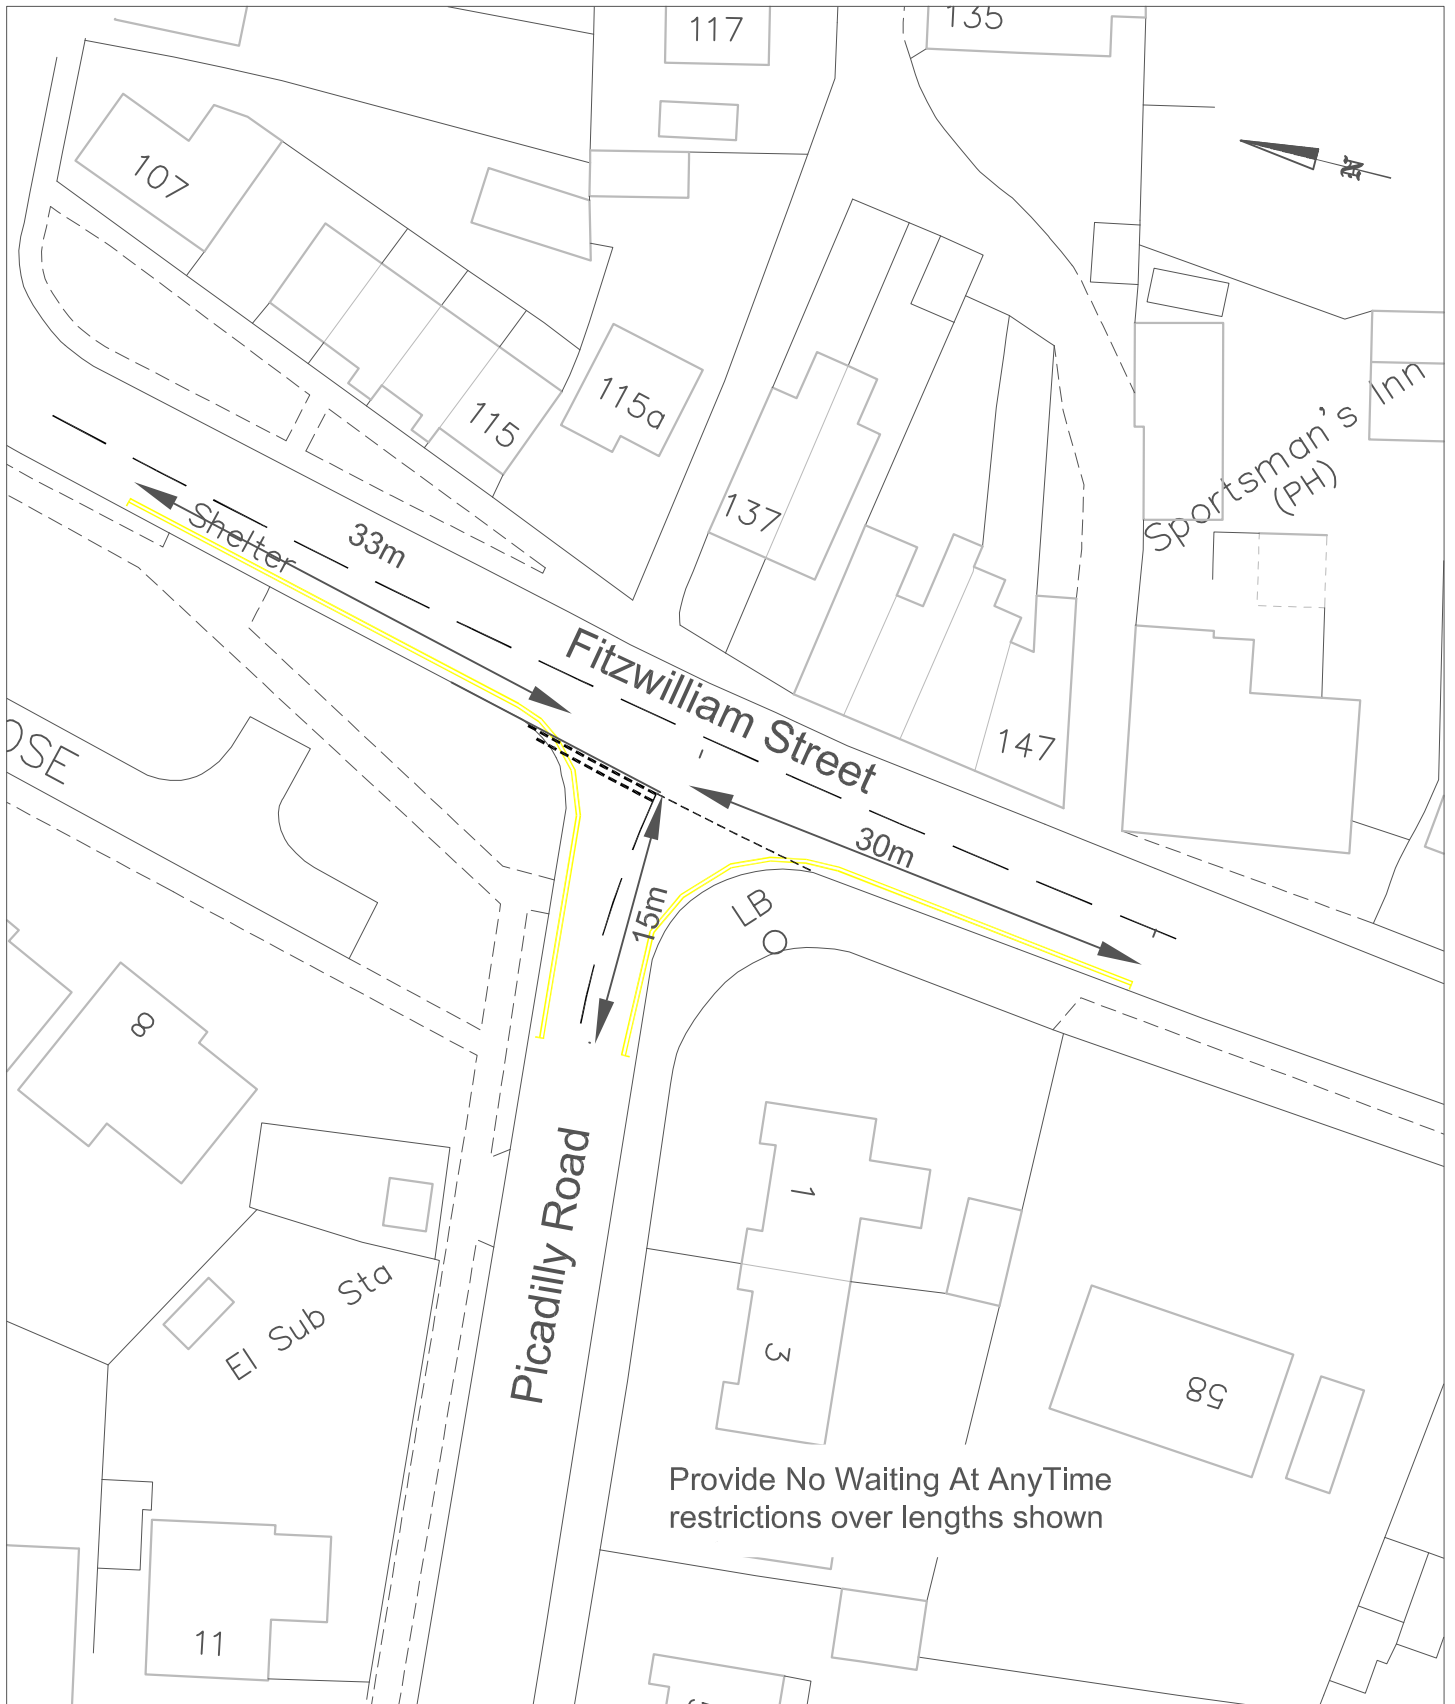 117
135
107
N
115
115a
137
Sportsman's Inn
(PH)
Shelter
33m
Fitzwilliam Street
147
OSE
30m
15m
LB
8
1
Picadilly Road
El Sub Sta
3
58
Provide No Waiting At AnyTime
restrictions over lengths shown
11